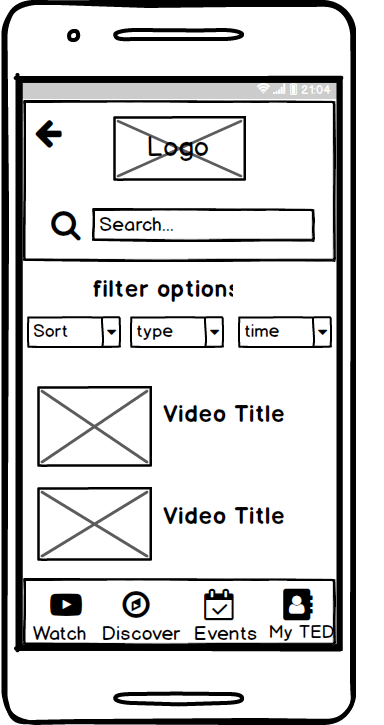 21:04
Logo
Search...
filter options
Sort type time
Video Title
Video Title
Watch Discover Events My TED